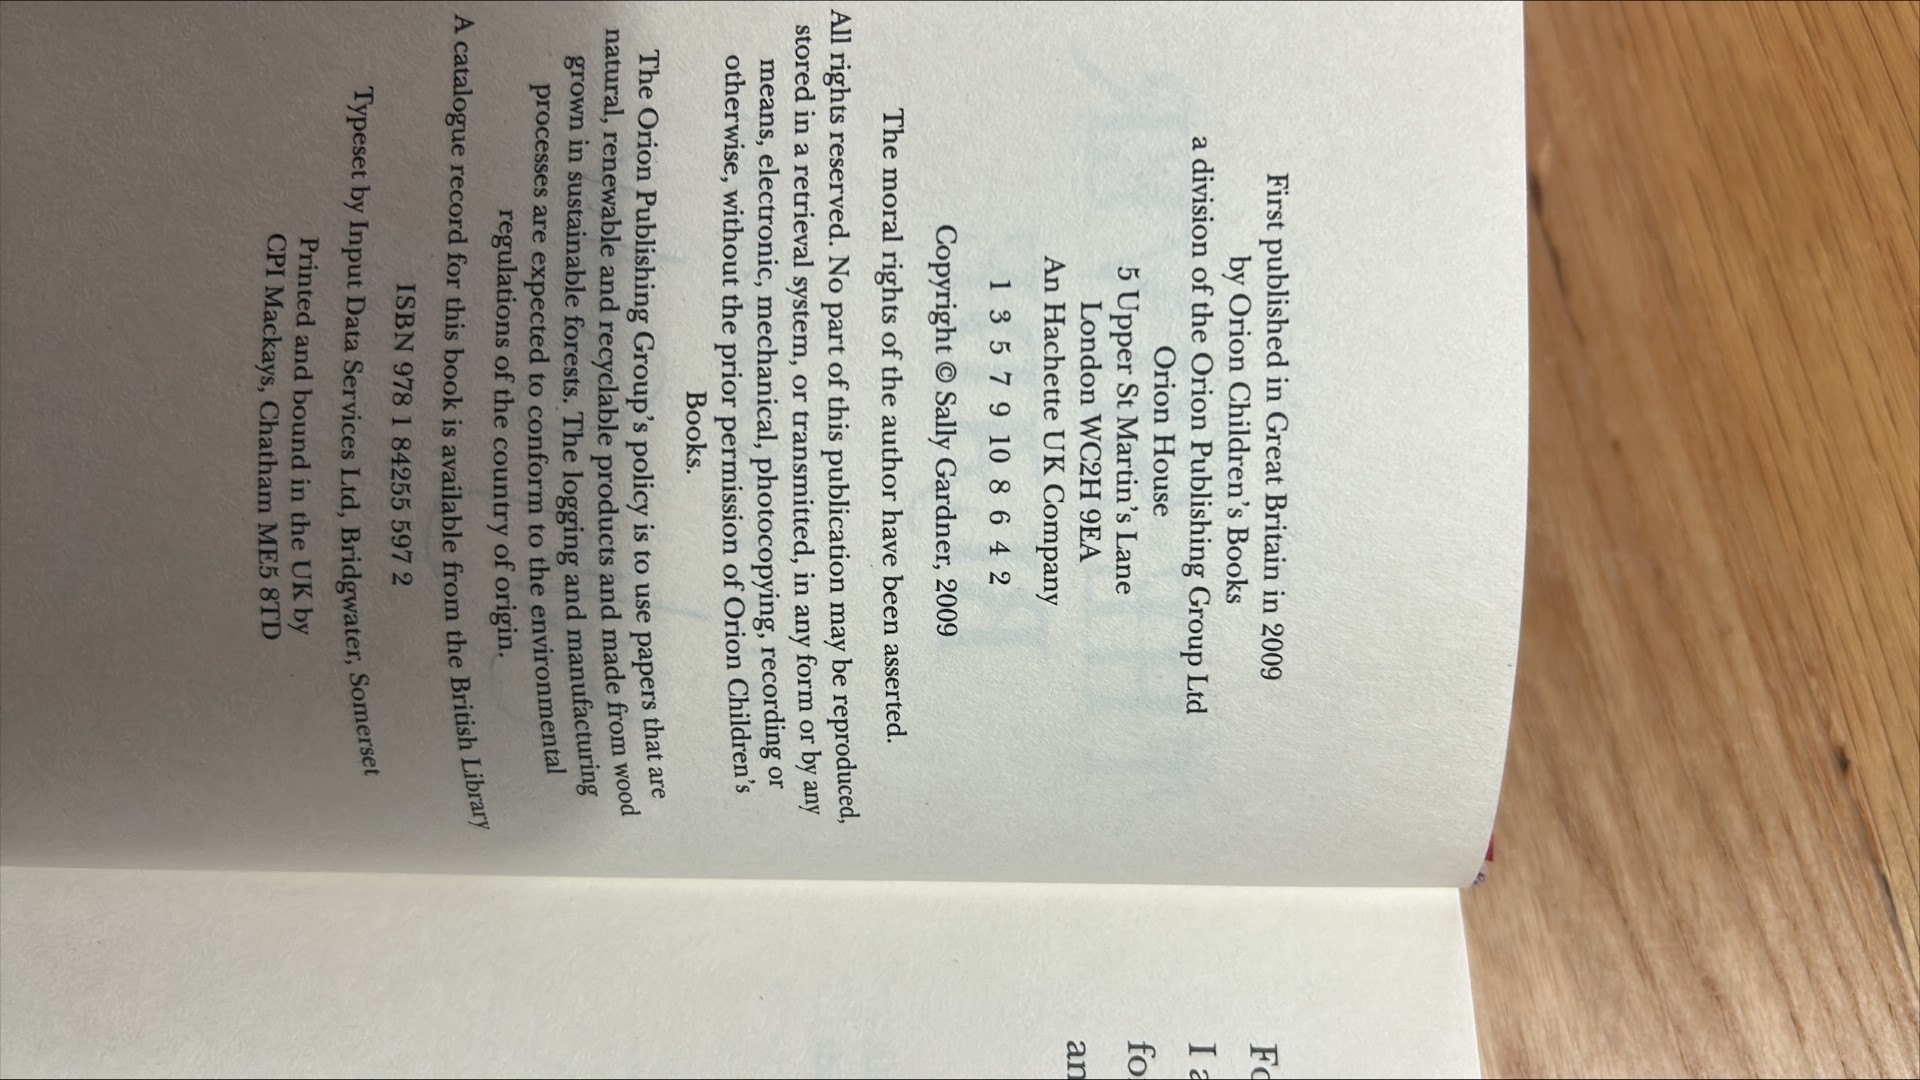 First published in Great Britain in 2009
by Orion Children's Books
a division of the Orion Publishing Group Ltd
Orion House
5 Upper St Martin's Lane
London WC2H 9EA
An Hachette UK Company
1 3 5 7 9 10 8 6 4 2
Copyright © Sally Gardner, 2009
The moral rights of the author have been asserted.
All rights reserved. No part of this publication may be reproduced,
stored in a retrieval system, or transmitted, in any form or by any
means, electronic, mechanical, photocopying, recording or
otherwise, without the prior permission of Orion Children's
Books.
The Orion Publishing Group's policy is to use papers that are
natural, renewable and recyclable products and made from wood
grown in sustainable forests. The logging and manufacturing
processes are expected to conform to the environmental
regulations of the country of origin.
A catalogue record for this book is available from the British Library
ISBN 978 1 84255 597 2
Typeset by Input Data Services Ltd, Bridgwater, Somerset
Printed and bound in the UK by
CPI Mackays, Chatham ME5 8TD
I